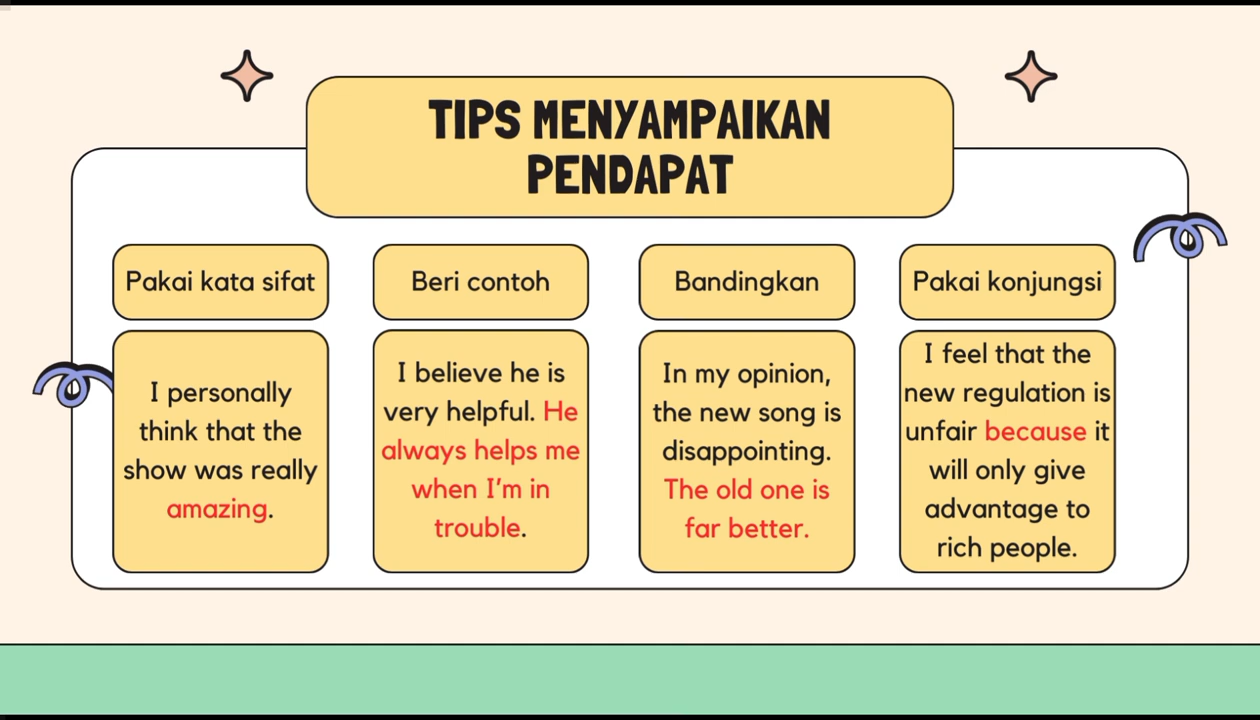 TIPS MENYAMPAIKAN
PENDAPAT
Pakai kata sifat
I personally
think that the
show was really
amazing.
Beri contoh
I believe he is
very helpful. He
always helps me
when I'm in
trouble.
Bandingkan
In my opinion,
the new song is
disappointing.
The old one is
far better.
Pakai konjungsi
I feel that the
new regulation is
unfair because it
will only give
advantage to
rich people.